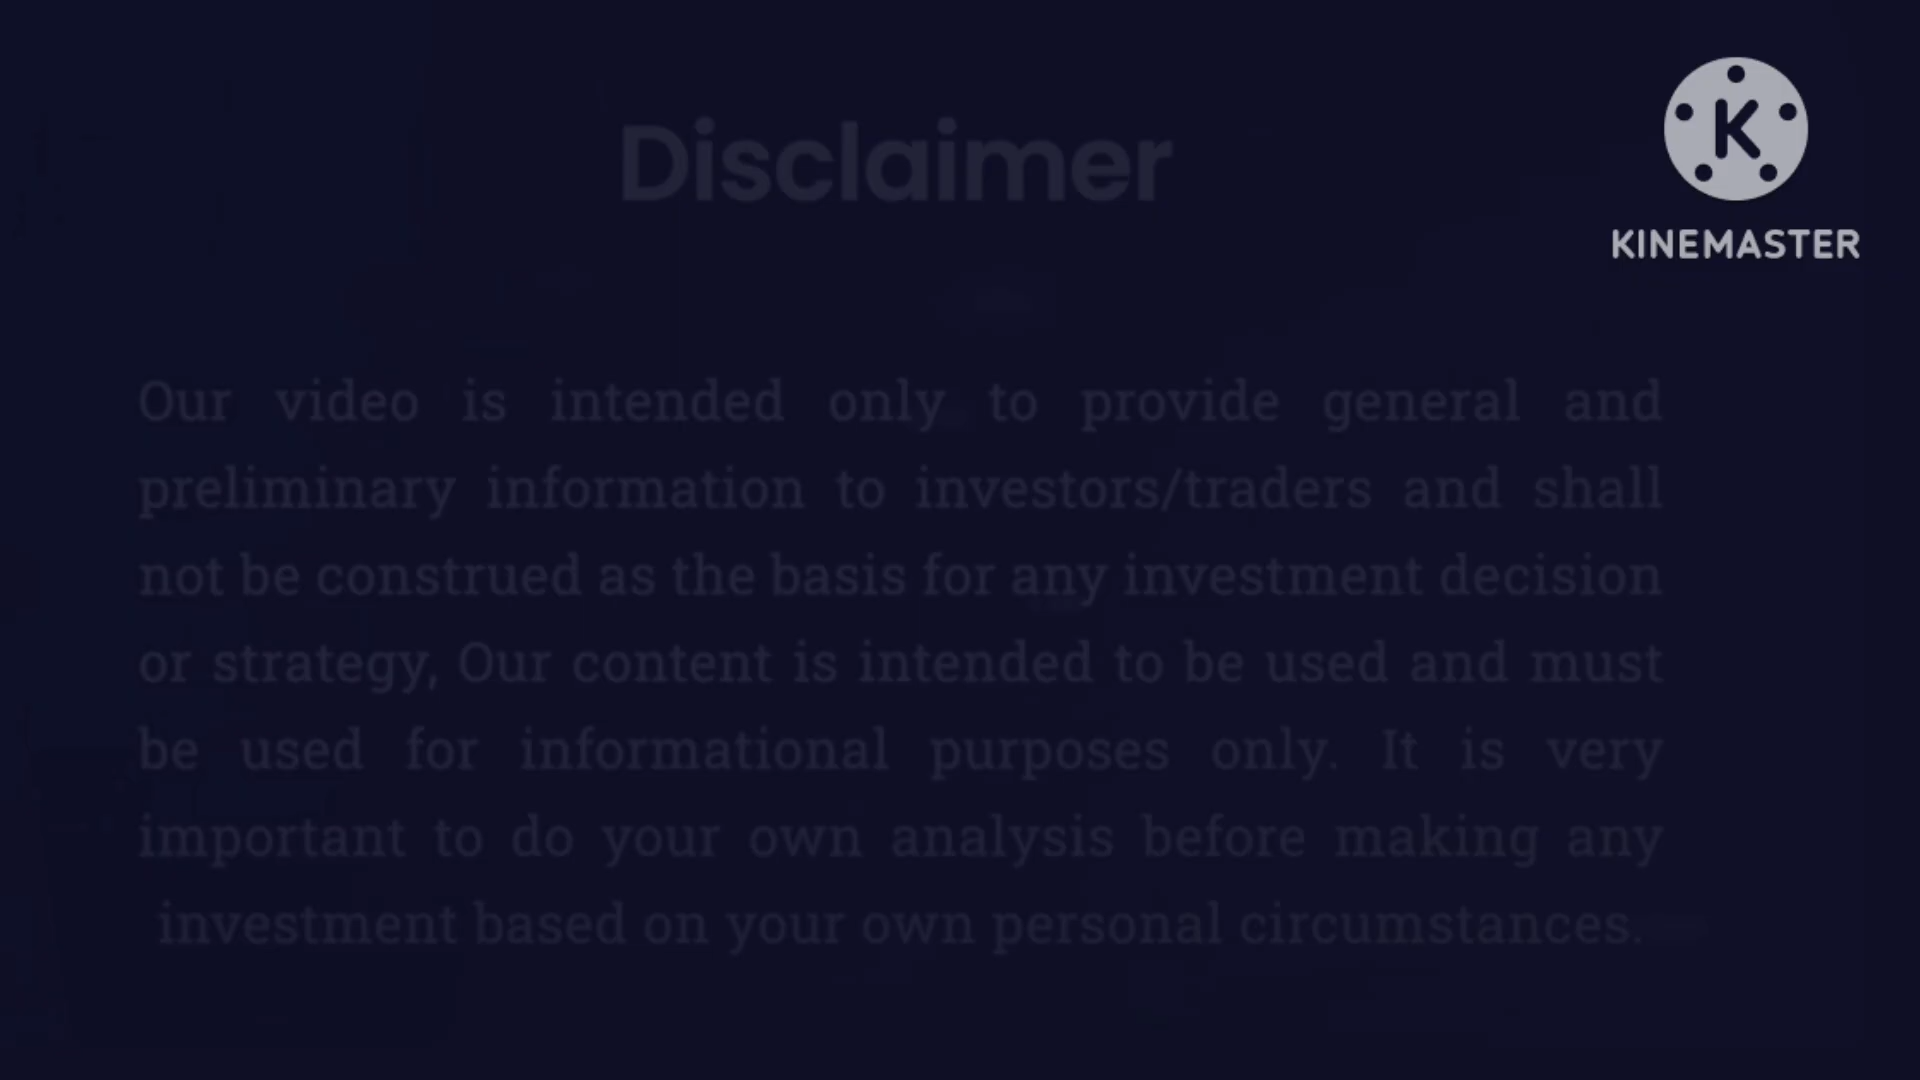 Disclaimer
K
KINEMASTER
Our video is intended only to provide general and
preliminary information to investors/traders and shall
not be construed as the basis for any investment decision
or strategy, Our content is intended to be used and must
be used for informational purposes only. It is very
important to do your own analysis before making any
investment based on your own personal circumstances.